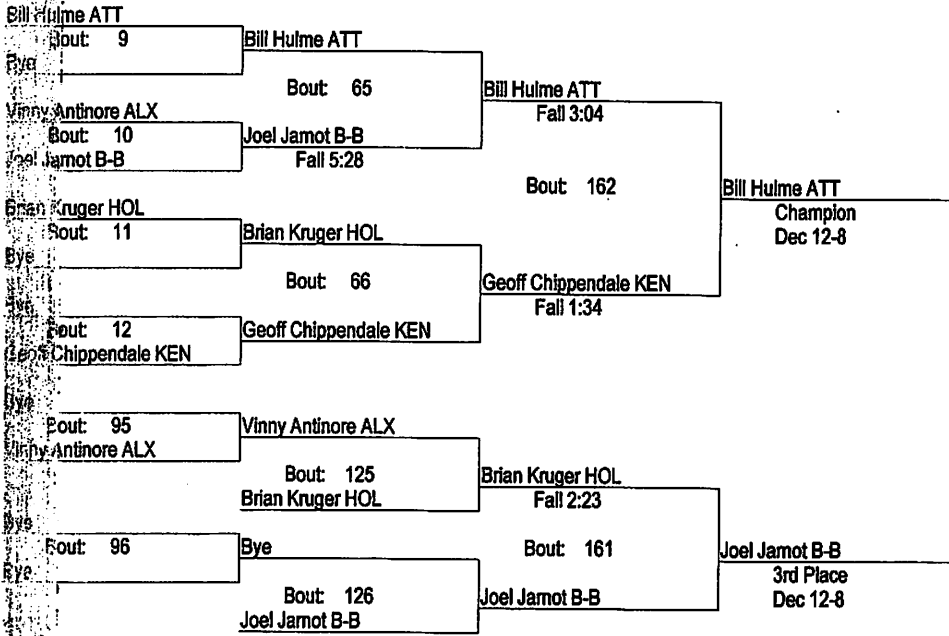 Bill Hulme ATT
Bout: 9
Bye
Bill Hulme ATT
Bout: 65
Vinny Antinore ALX
Bout: 10
Joel Jamot B-B
Joel Jamot B-B
Fall 5:28
Bill Hulme ATT
Fall 3:04
Bout: 162
Brian Kruger HOL
Bout: 11
Bye
Brian Kruger HOL
Bout: 66
Bye
Bout: 12
Geoff Chippendale KEN
Geoff Chippendale KEN
Geoff Chippendale KEN
Fall 1:34
Bill Hulme ATT
Champion
Dec 12-8
Bye
Bout: 95
Vinny Antinore ALX
Vinny Antinore ALX
Bout: 125
Brian Kruger HOL
Brian Kruger HOL
Fall 2:23
Bout: 161
Bye
Bout: 96
Bye
Bye
Bout: 126
Joel Jamot B-B
Joel Jamot B-B
Joel Jamot B-B
3rd Place
Dec 12-8